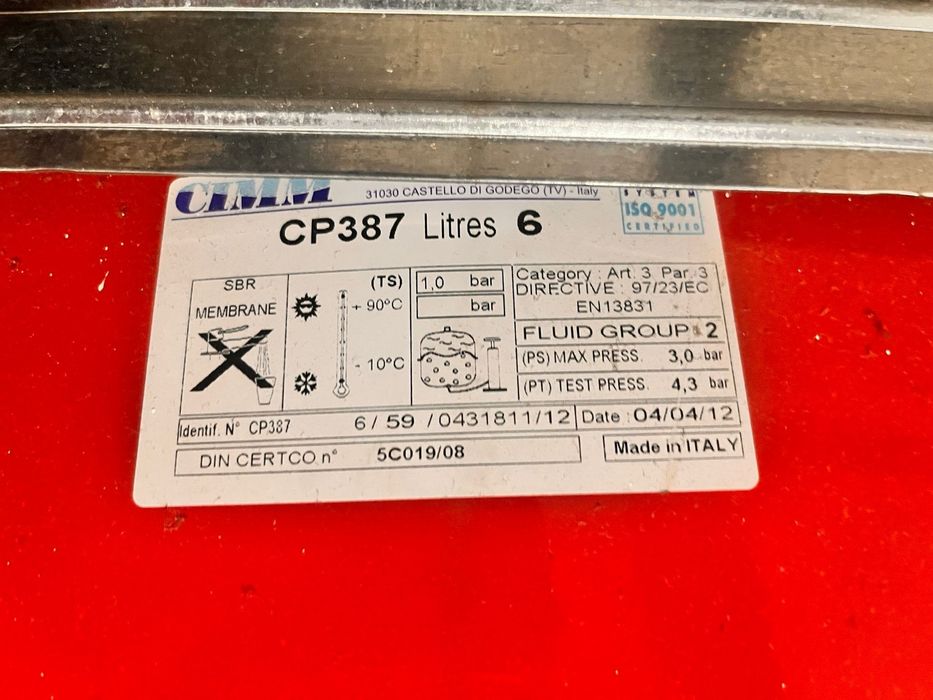 CIMM
31030 CASTELLO DI GODEGO (TV) - Italy
SYSTEM
ISO 9001
CERTIFIED
CP387 Litres 6
SBR
MEMBRANE
(TS)
+ 90°C
- 10°C
1,0 bar
bar
Category : Art. 3 Par. 3
DIRECTIVE : 97/23/EC
EN13831
FLUID GROUP 2
(PS) MAX PRESS. 3,0 bar
(PT) TEST PRESS. 4,3 bar
Identif. N° CP387 6 / 59 / 0431811/12 Date : 04/04/12
DIN CERTCO n° 5C019/08
Made in ITALY